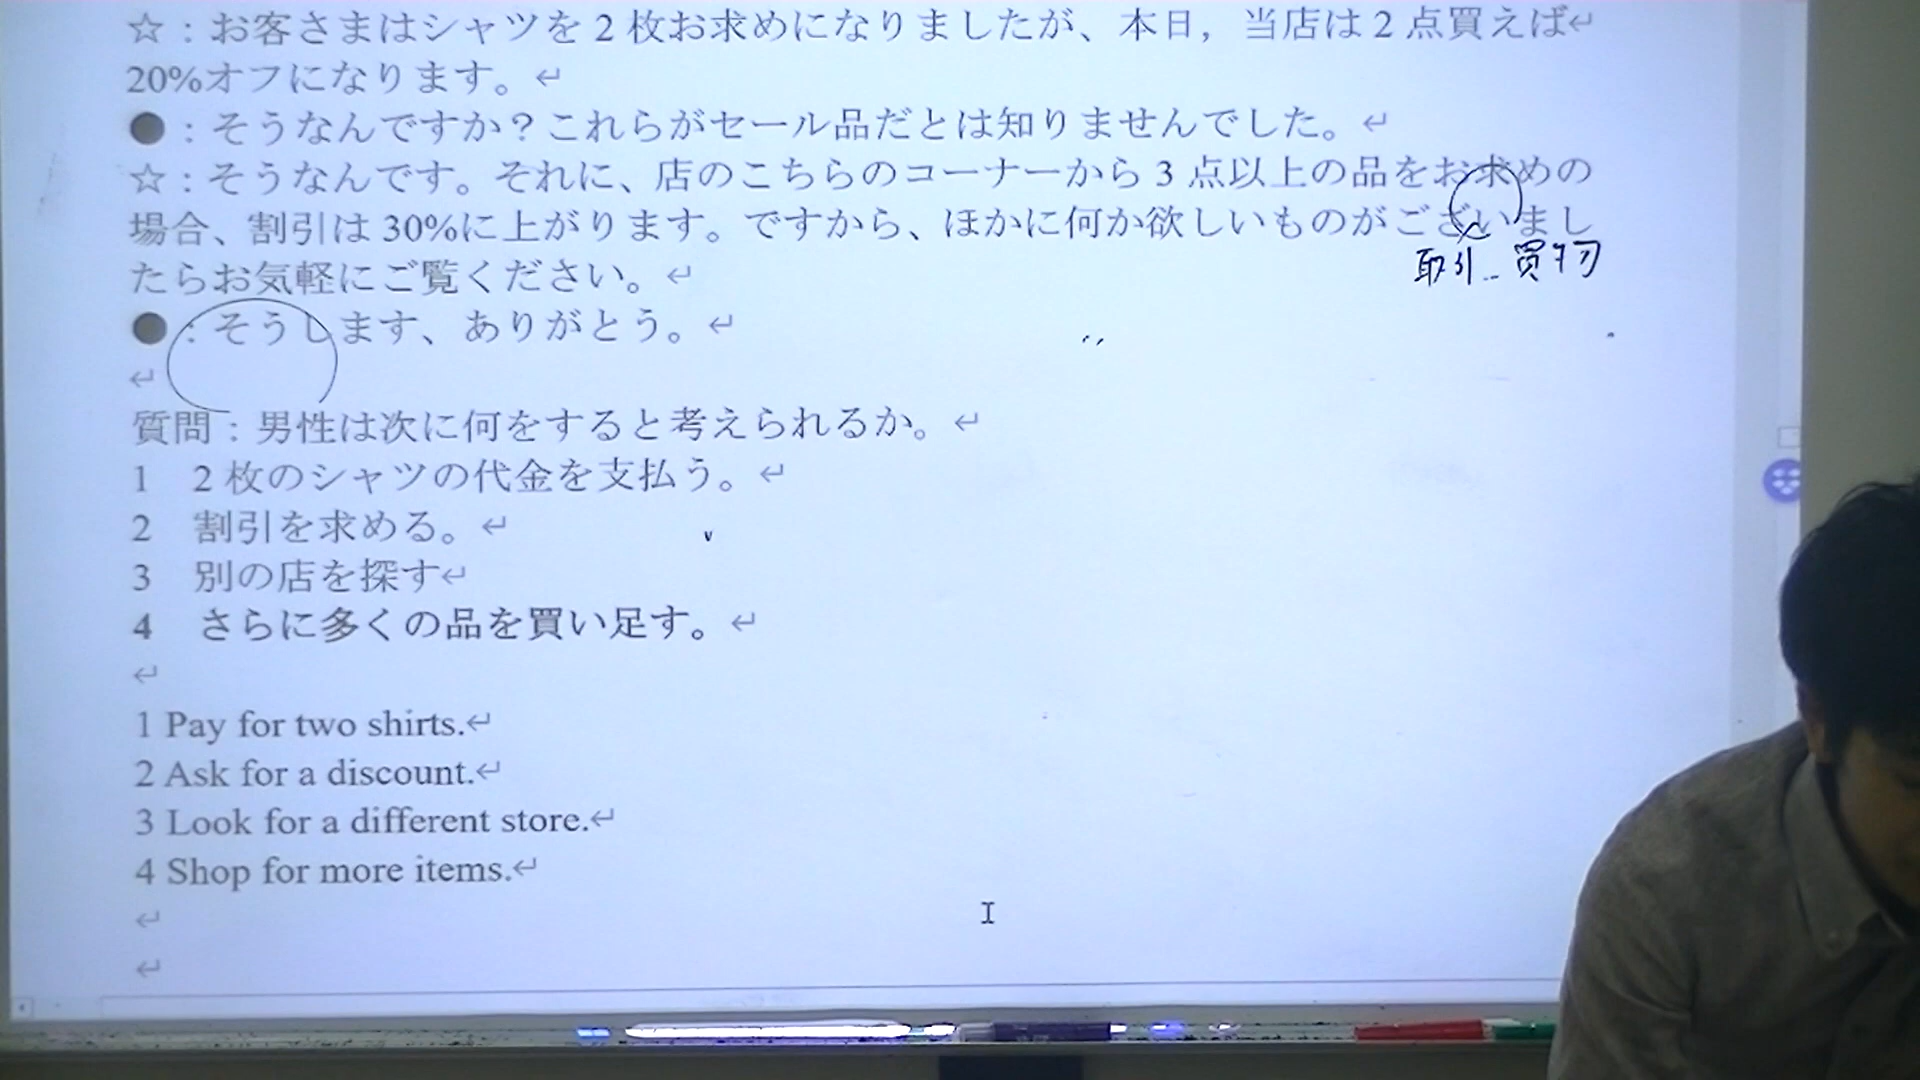 ☆：お客さまはシャツを2枚お求めになりましたが、本日，当店は2点買えば
20%オフになります。
●：そうなんですか？これらがセール品だとは知りませんでした。
☆：そうなんです。それに、店のこちらのコーナーから3点以上の品をお求めの
場合、割引は30%に上がります。ですから、ほかに何か欲しいものがございまし
たらお気軽にご覧ください。
取引 買物
●：そうします、ありがとう。
質問：男性は次に何をすると考えられるか。
1　2枚のシャツの代金を支払う。
2　割引を求める。
3　別の店を探す
4　さらに多くの品を買い足す。
1 Pay for two shirts.
2 Ask for a discount.
3 Look for a different store.
4 Shop for more items.